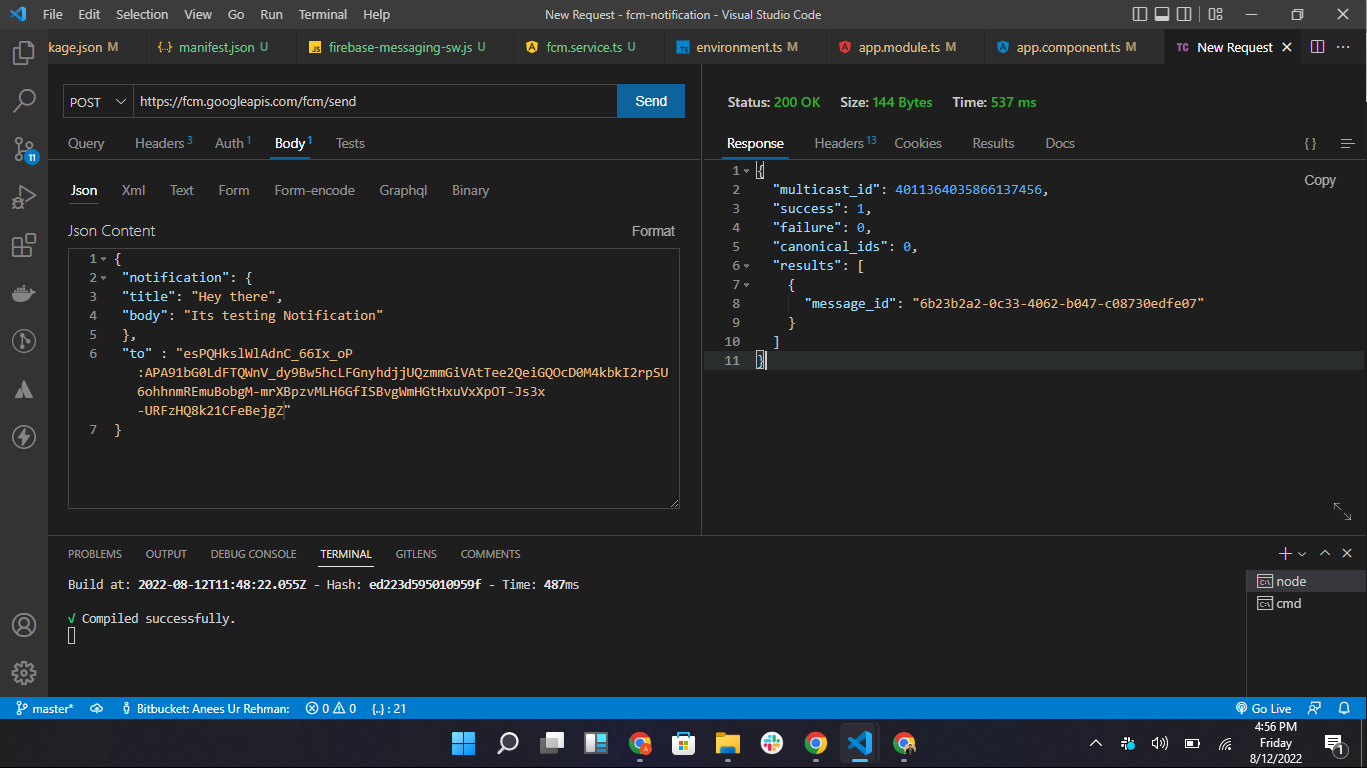 File Edit Selection View Go Run Terminal Help New Request - fcm-notification - Visual Studio Code
kage.json M {..} manifest.json U JS firebase-messaging-sw.js U fcm.service.ts U TS environment.ts M app.module.ts M app.component.ts M TC New Request
POST https://fcm.googleapis.com/fcm/send Send
Status: 200 OK Size: 144 Bytes Time: 537 ms
Query Headers 3 Auth 1 Body 1 Tests
Response Headers 13 Cookies Results Docs { }
Json Xml Text Form Form-encode Graphql Binary
Json Content Format
1 {
2 "notification": {
3 "title": "Hey there",
4 "body": "Its testing Notification"
5 },
6 "to" : "esPQHkslWlAdnC_66Ix_oP
:APA91bG0LdFTQWnV_dy9Bw5hcLFGnyhdjjUQzmmGiVAtTee2QeiGQOcD0M4kbkI2rpSU
6ohhnmREmuBobgM-mrXBpzvMLH6GfISBvgWmHGtHxuVxXpOT-Js3x
-URFzHQ8k21CFeBejgZ"
7 }
Copy
1 {
2 "multicast_id": 4011364035866137456,
3 "success": 1,
4 "failure": 0,
5 "canonical_ids": 0,
6 "results": [
7 {
8 "message_id": "6b23b2a2-0c33-4062-b047-c08730edfe07"
9 }
10 ]
11 }
11
PROBLEMS OUTPUT DEBUG CONSOLE TERMINAL GITLENS COMMENTS
Build at: 2022-08-12T11:48:22.055Z - Hash: ed223d595010959f - Time: 487ms
√ Compiled successfully.
node
cmd
master* Bitbucket: Anees Ur Rehman: 0 0 {..} : 21 Go Live
4:56 PM
Friday
8/12/2022
1